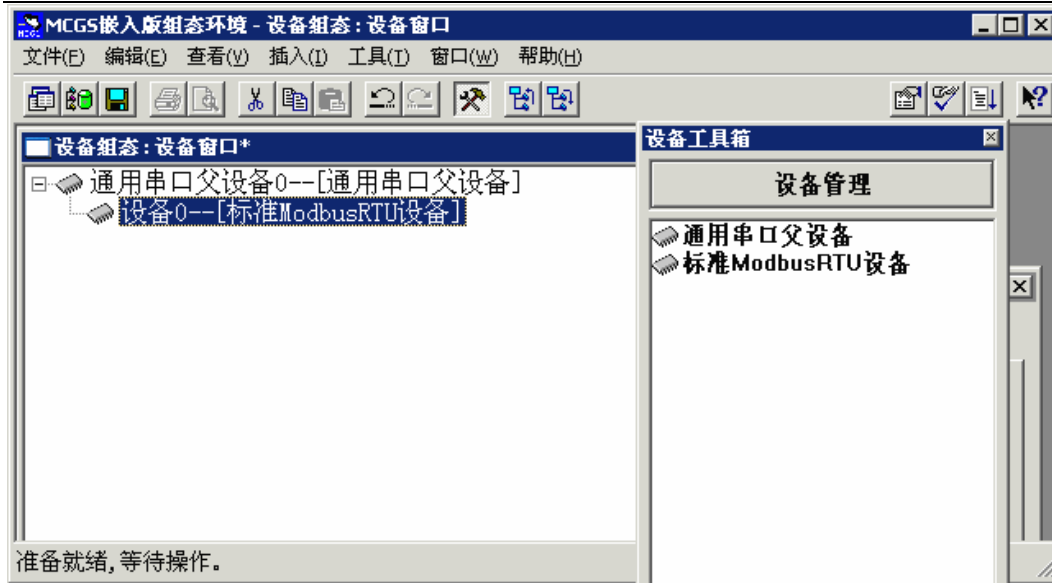 MCGS嵌入版组态环境 - 设备组态 : 设备窗口
文件(F) 编辑(E) 查看(V) 插入(I) 工具(T) 窗口(W) 帮助(H)
设备组态 : 设备窗口*
通用串口父设备0--[通用串口父设备]
设备0--[标准ModbusRTU设备]
设备工具箱
设备管理
通用串口父设备
标准ModbusRTU设备
准备就绪,等待操作。